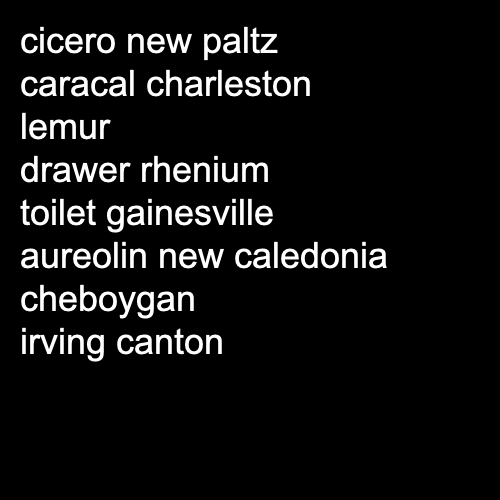 cicero new paltz
caracal charleston
lemur
drawer rhenium
toilet gainesville
aureolin new caledonia
cheboygan
irving canton